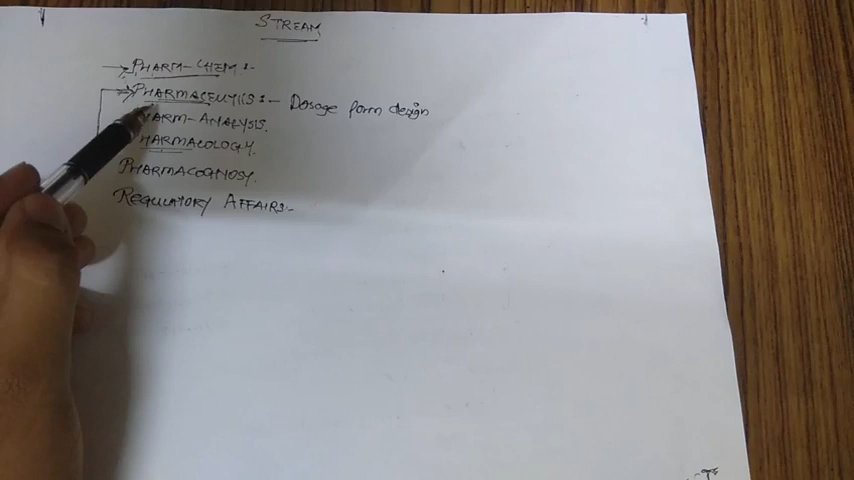 STREAM
PHARM-CHEM:-
PHARMACEUTICS:- Dosage form design
PHARM-ANALYSIS.
PHARMACOLOGY.
PHARMACOGNOSY.
REGULATORY AFFAIRS:-